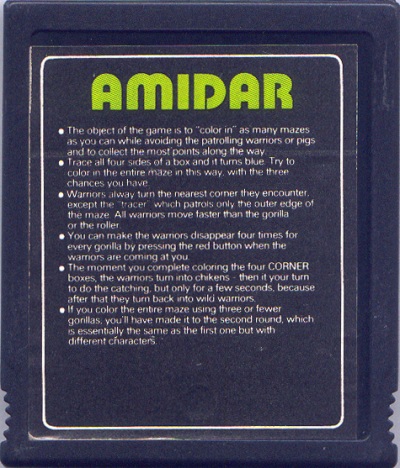 AMIDAR
• The object of the game is to "color in" as many mazes
as you can while avoiding the patrolling warriors or pigs
and to collect the most points along the way.
• Trace all four sides of a box and it turns blue. Try to
color in the entire maze in this way, with the three
chances you have.
• Warriors alway turn the nearest corner they encounter,
except the "tracer" which patrols only the outer edge of
the maze. All warriors move faster than the gorilla
or the roller.
• You can make the warriors disappear four times for
every gorilla by pressing the red button when the
warriors are coming at you.
• The moment you complete coloring the four CORNER
boxes, the warriors turn into chikens - then it your turn
to do the catching, but only for a few seconds, because
after that they turn back into wild warriors.
• If you color the entire maze using three or fewer
gorillas, you'll have made it to the second round, which
is essentially the same as the first one but with
different characters.